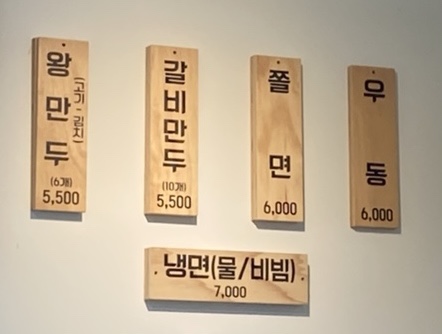 왕만두
(고기-김치)
(6개)
5,500
갈비만두
(10개)
5,500
쫄면
6,000
우동
6,000
냉면(물/비빔)
7,000